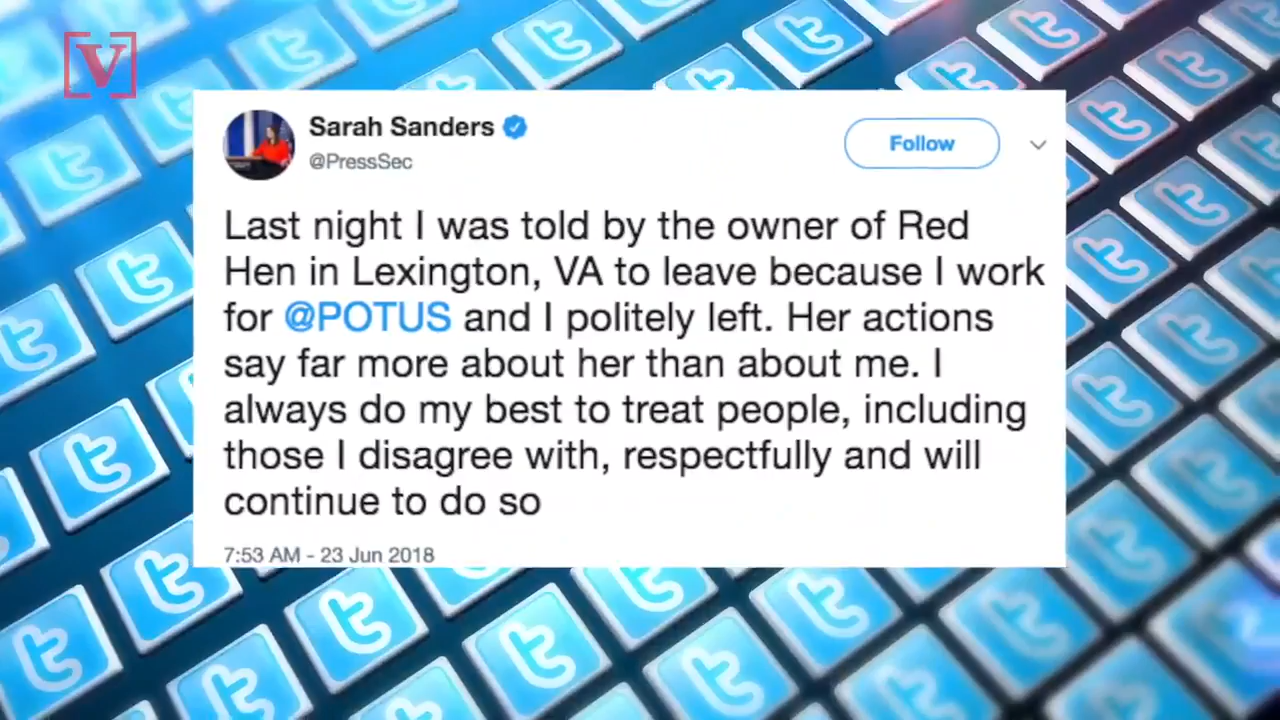 V
Sarah Sanders
@PressSec
Follow
Last night I was told by the owner of Red
Hen in Lexington, VA to leave because I work
for @POTUS and I politely left. Her actions
say far more about her than about me. I
always do my best to treat people, including
those I disagree with, respectfully and will
continue to do so
7:53 AM - 23 Jun 2018